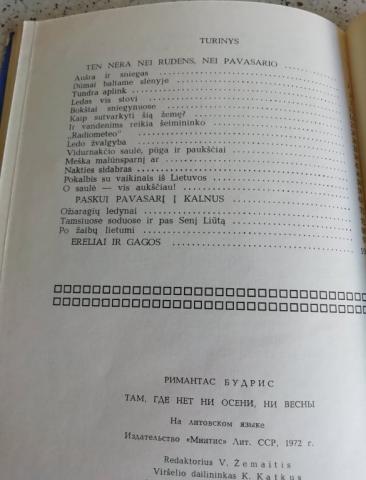 TURINYS
TEN NĖRA NEI RUDENS, NEI PAVASARIO
Aušra ir sniegas
Dūmai baltame slėnyje
Tundra aplink
Ledas vis stovi
Bokštai sniegynuose
Kaip sutvarkyti šią žemę?
Ir vandenims reikia šeimininko
„Radiometeo"
Ledo žvalgyba
Vidurnakčio saulė, pūga ir paukščiai
Meška malūnsparnį ar
Nakties sidabras
Pokalbis su vaikinais iš Lietuvos
O saulė — vis aukščiau!
PASKUI PAVASARĮ Į KALNUS
Ožiaragių ledynai
Tamsiuose soduose ir pas Senį Liūtą
Po žaibų lietumi
ERELIAI IR GAGOS
РИМАНТАС БУДРИС
ТАМ, ГДЕ НЕТ НИ ОСЕНИ, НИ ВЕСНЫ
На литовском языке
Издательство «Минтис» Лит. ССР, 1972 г.
Redaktorius V. Žemaitis
Viršelio dailininkas K. Katkus